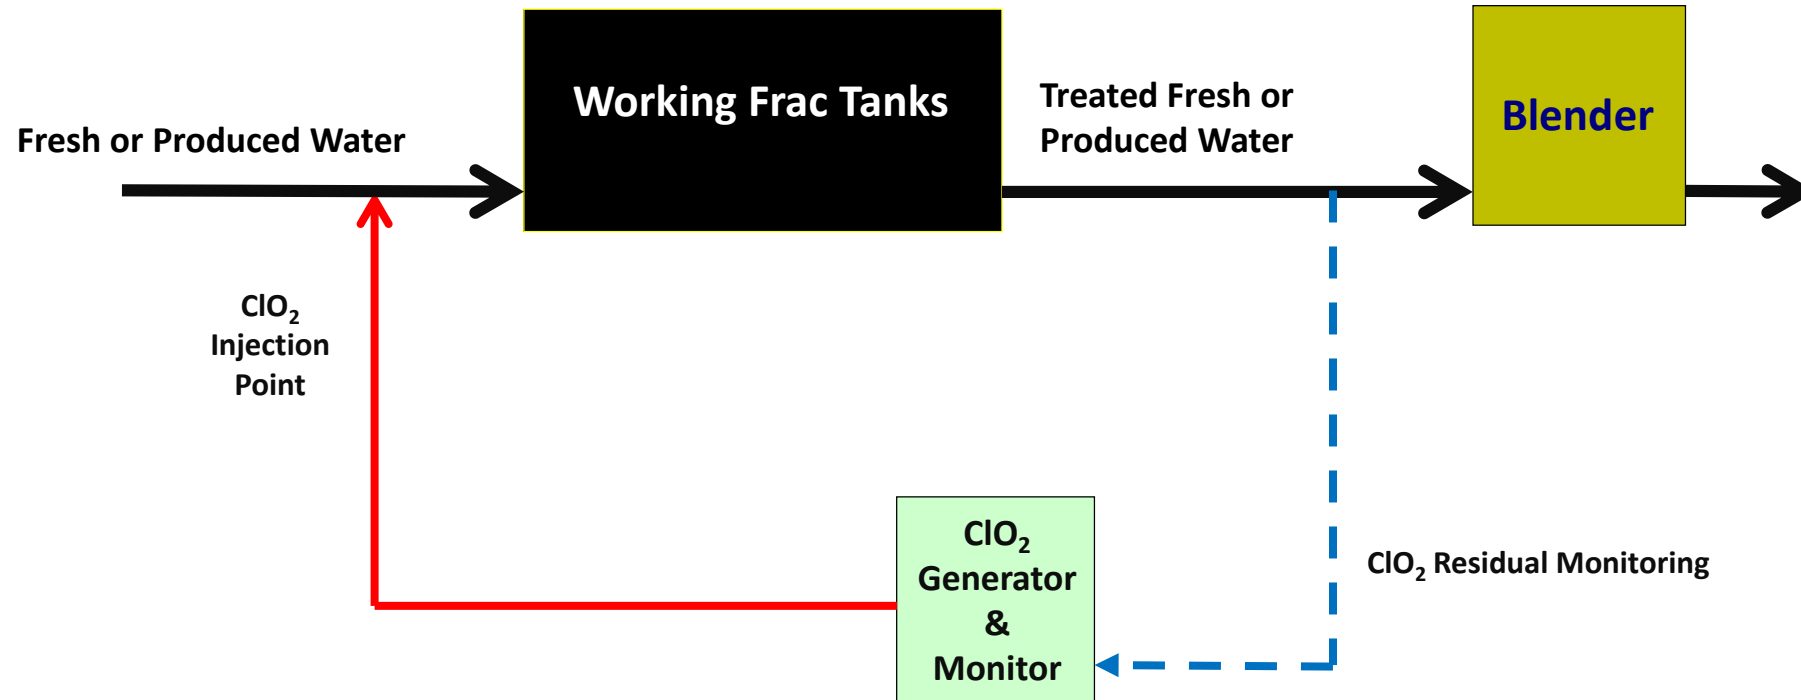 Fresh or Produced Water
Working Frac Tanks
Treated Fresh or
Produced Water
Blender
ClO₂
Injection
Point
ClO₂
Generator
&
Monitor
ClO₂ Residual Monitoring